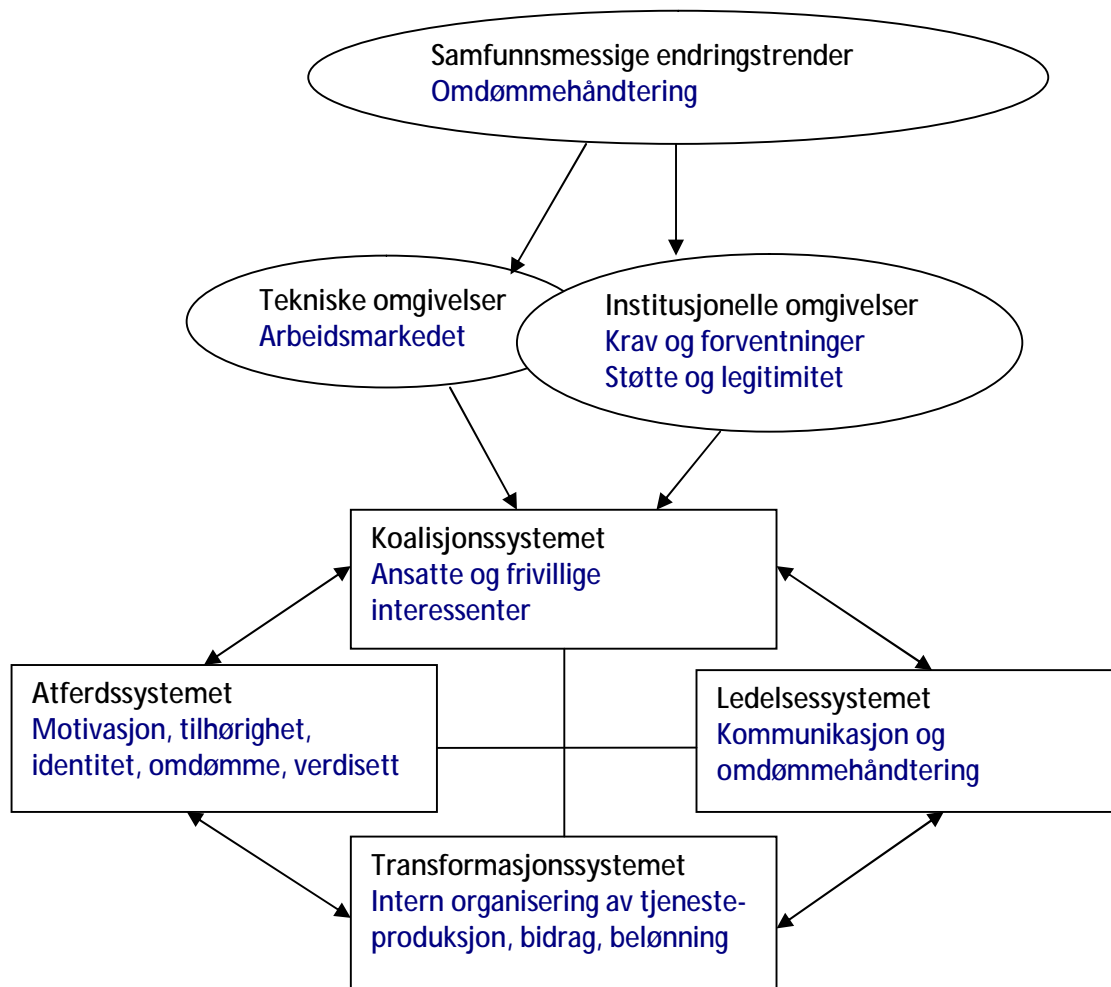 Samfunnsmessige endringstrender
Omdømmehåndtering
Tekniske omgivelser
Arbeidsmarkedet
Institusjonelle omgivelser
Krav og forventninger
Støtte og legitimitet
Koalisjonssystemet
Ansatte og frivillige
interessenter
Atferdssystemet
Motivasjon, tilhørighet,
identitet, omdømme, verdisett
Ledelsessystemet
Kommunikasjon og
omdømmehåndtering
Transformasjonssystemet
Intern organisering av tjeneste-
produksjon, bidrag, belønning